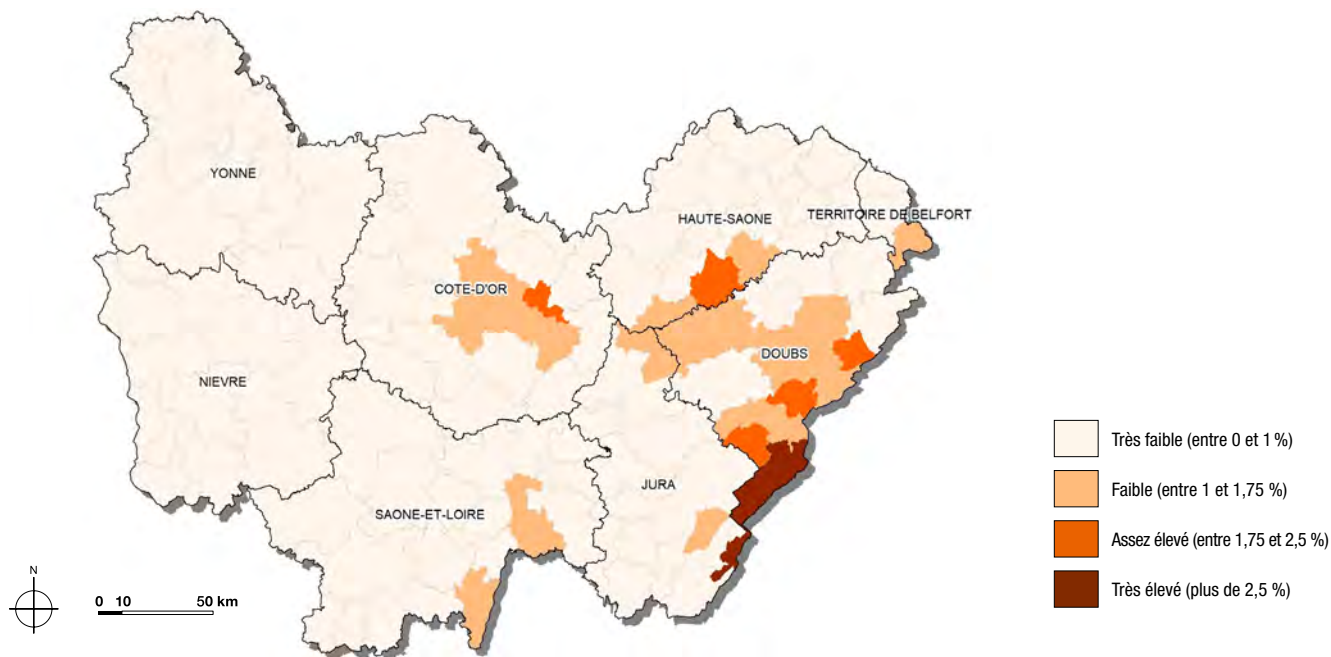 YONNE
HAUTE-SAONE
TERRITOIRE DE BELFORT
COTE-D'OR
DOUBS
NIEVRE
JURA
SAONE-ET-LOIRE
N
0 10 50 km
Très faible (entre 0 et 1 %)
Faible (entre 1 et 1,75 %)
Assez élevé (entre 1,75 et 2,5 %)
Très élevé (plus de 2,5 %)